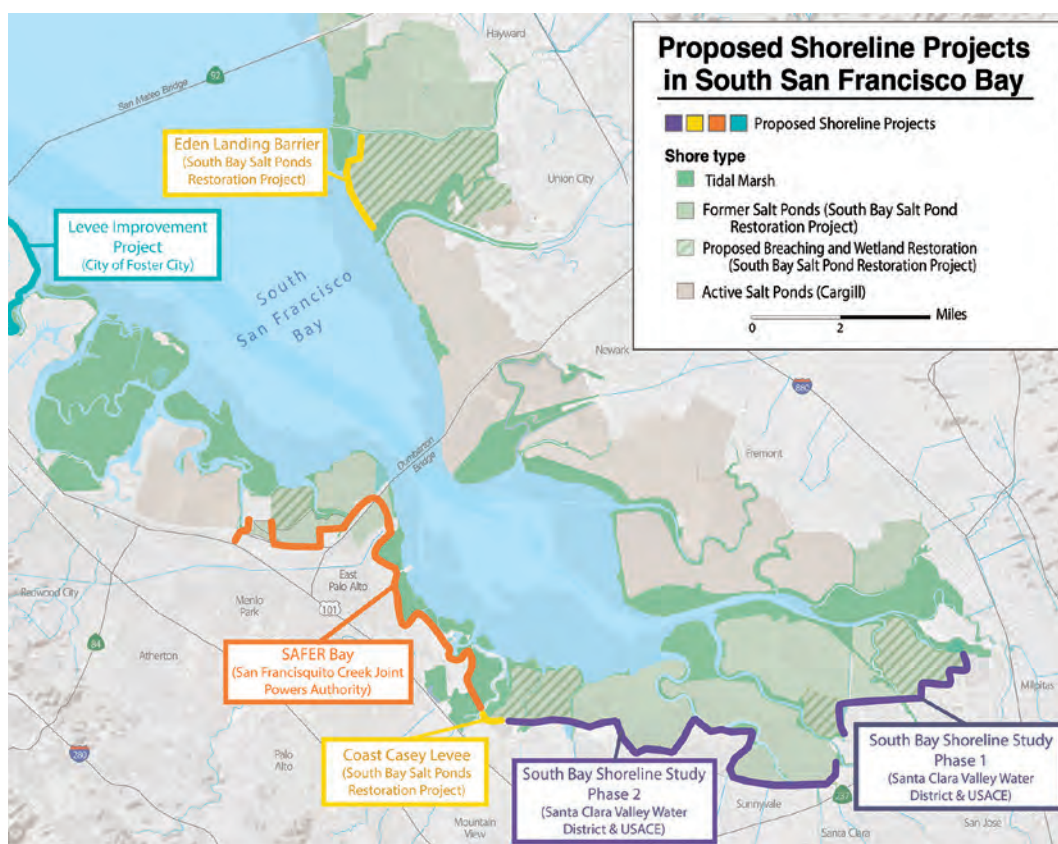 Proposed Shoreline Projects
in South San Francisco Bay
Proposed Shoreline Projects
Shore type
Tidal Marsh
Former Salt Ponds (South Bay Salt Pond
Restoration Project)
Proposed Breaching and Wetland Restoration
(South Bay Salt Pond Restoration Project)
Active Salt Ponds (Cargill)
Miles
0
2
Hayward
92
San Mateo Bridge
Eden Landing Barrier
(South Bay Salt Ponds
Restoration Project)
Union City
Levee Improvement
Project
(City of Foster City)
South
San Francisco
Bay
Newark
880
Dumbarton
Bridge
Fremont
Redwood City
East
Palo Alto
Menlo
Park
101
84
Atherton
SAFER Bay
(San Francisquito Creek Joint
Powers Authority)
Milpitas
280
Palo
Alto
Coast Casey Levee
(South Bay Salt Ponds
Restoration Project)
South Bay Shoreline Study
Phase 2
(Santa Clara Valley Water
District & USACE)
South Bay Shoreline Study
Phase 1
(Santa Clara Valley Water
District & USACE)
Mountain
View
Sunnyvale
237
Santa Clara
San Jose